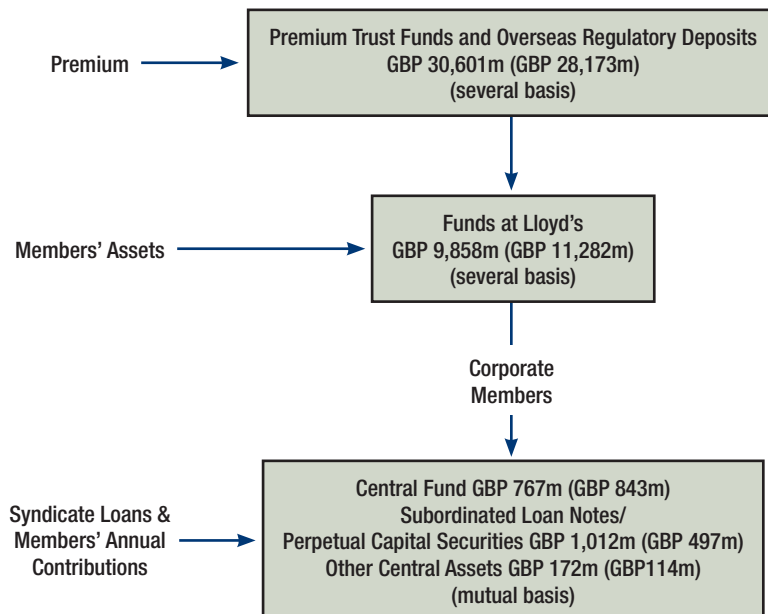 Premium Trust Funds and Overseas Regulatory Deposits
GBP 30,601m (GBP 28,173m)
(several basis)
Premium
Funds at Lloyd's
GBP 9,858m (GBP 11,282m)
(several basis)
Members' Assets
Corporate
Members
Central Fund GBP 767m (GBP 843m)
Subordinated Loan Notes/
Perpetual Capital Securities GBP 1,012m (GBP 497m)
Other Central Assets GBP 172m (GBP114m)
(mutual basis)
Syndicate Loans &
Members' Annual
Contributions